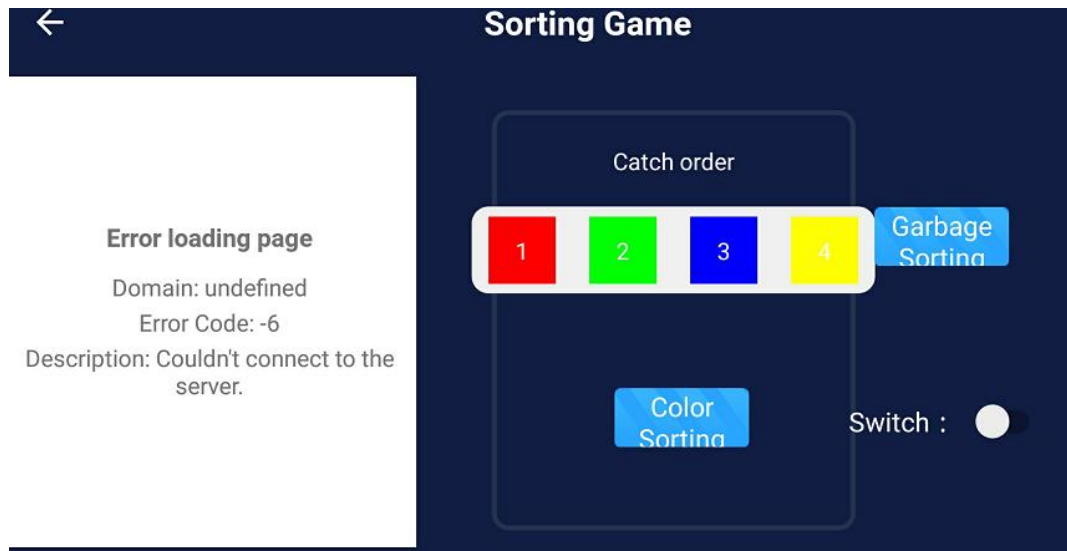 Sorting Game
Error loading page
Domain: undefined
Error Code: -6
Description: Couldn't connect to the
server.
Catch order
1 2 3 4
Garbage
Sorting
Color
Sorting
Switch :